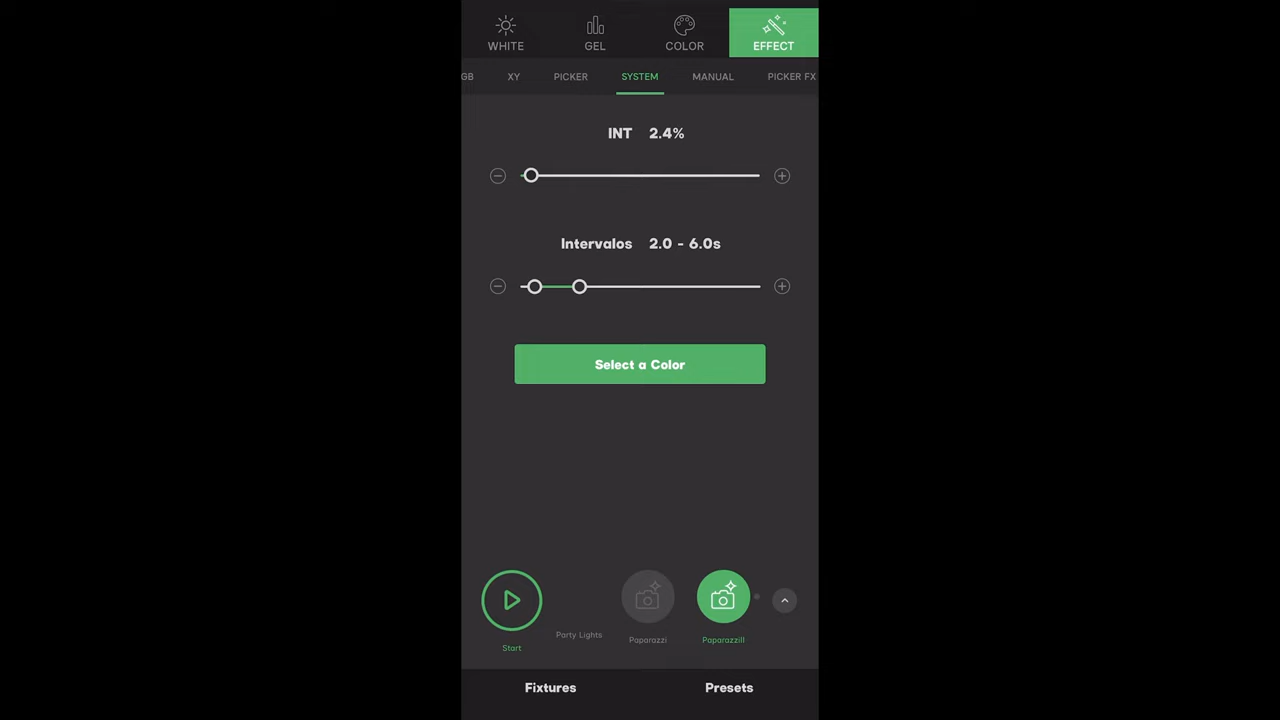 WHITE GEL COLOR EFFECT
GB XY PICKER SYSTEM MANUAL PICKER FX
INT 2.4%
Intervalos 2.0 - 6.0s
Select a Color
Party Lights Paparazzi PaparazziII
Start
Fixtures Presets